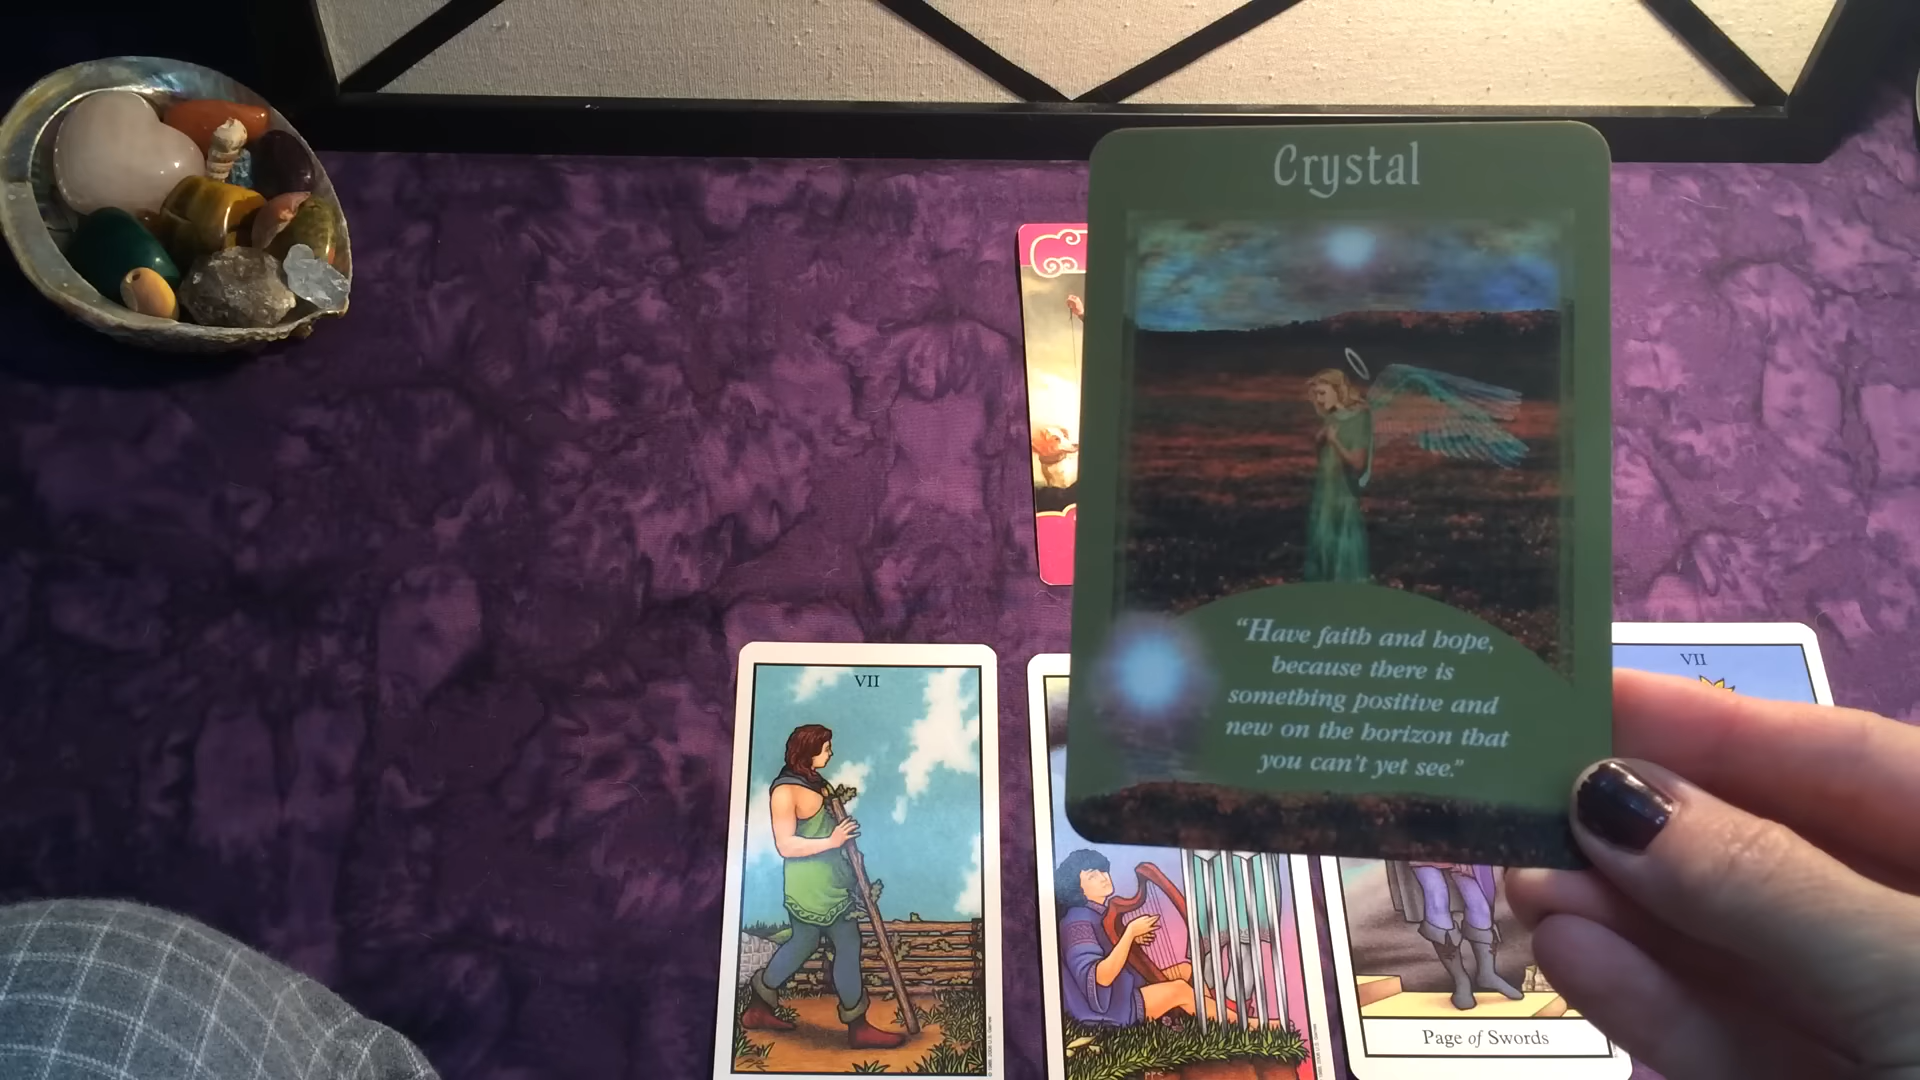 Crystal
"Have faith and hope,
because there is
something positive and
new on the horizon that
you can't yet see."
VII
VII
Page of Swords